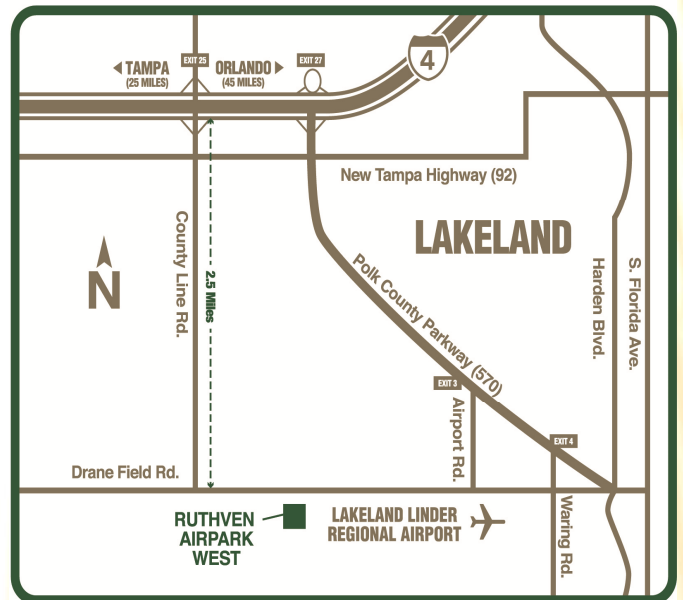 EXIT 25
EXIT 27
TAMPA
(25 MILES)
ORLANDO
(45 MILES)
4
New Tampa Highway (92)
LAKELAND
N
County Line Rd.
2.5 Miles
Polk County Parkway (570)
Harden Blvd.
S. Florida Ave.
EXIT 3
Airport Rd.
EXIT 4
Drane Field Rd.
RUTHVEN
AIRPARK
WEST
LAKELAND LINDER
REGIONAL AIRPORT
Waring Rd.